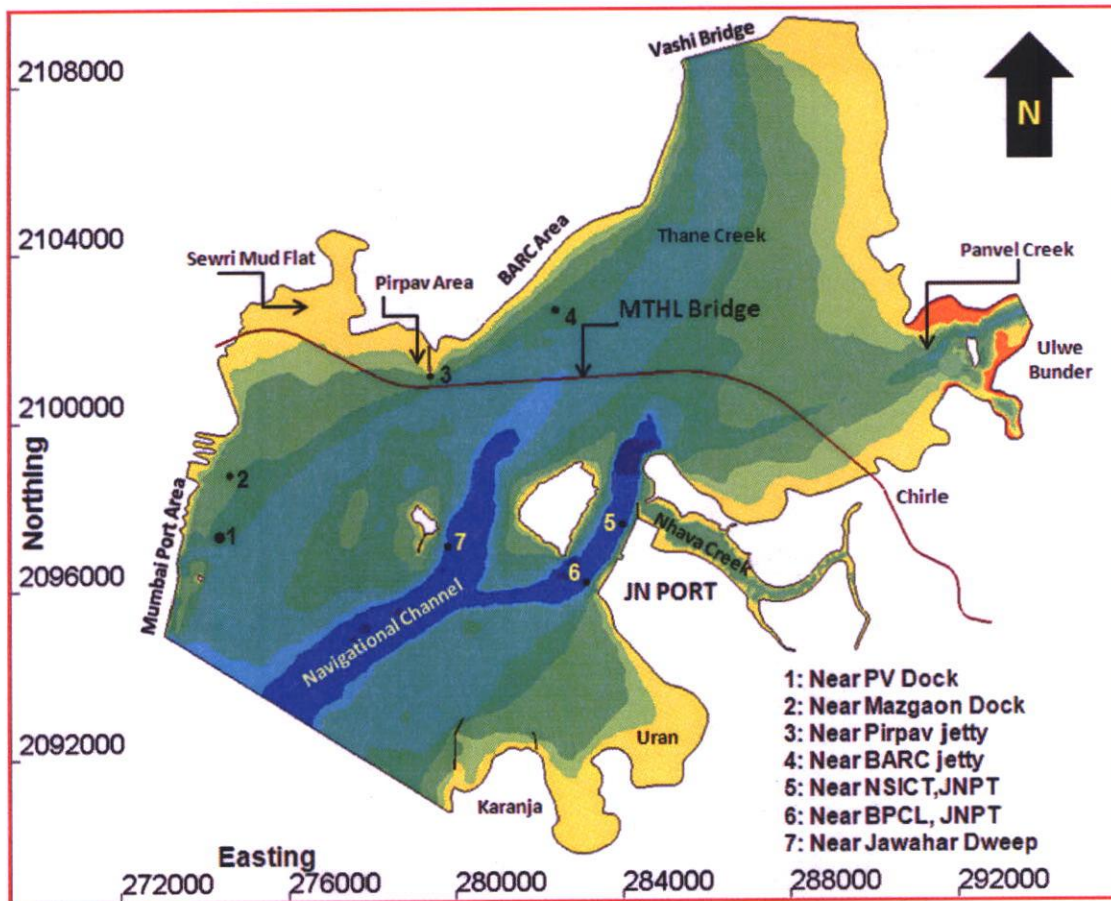 Vashi Bridge
2108000
N
BARC Area
2104000
Thane Creek
Panvel Creek
Sewri Mud Flat
Pirpav Area
MTHL Bridge
4
Ulwe
Bunder
3
2100000
Northing
Mumbai Port Area
2
Chirle
1
5
Nhava Creek
7
6
2096000
JN PORT
Navigational Channel
1: Near PV Dock
2: Near Mazgaon Dock
3: Near Pirpav jetty
4: Near BARC jetty
5: Near NSICT,JNPT
6: Near BPCL, JNPT
7: Near Jawahar Dweep
2092000
Uran
Karanja
Easting
272000
276000
280000
284000
288000
292000